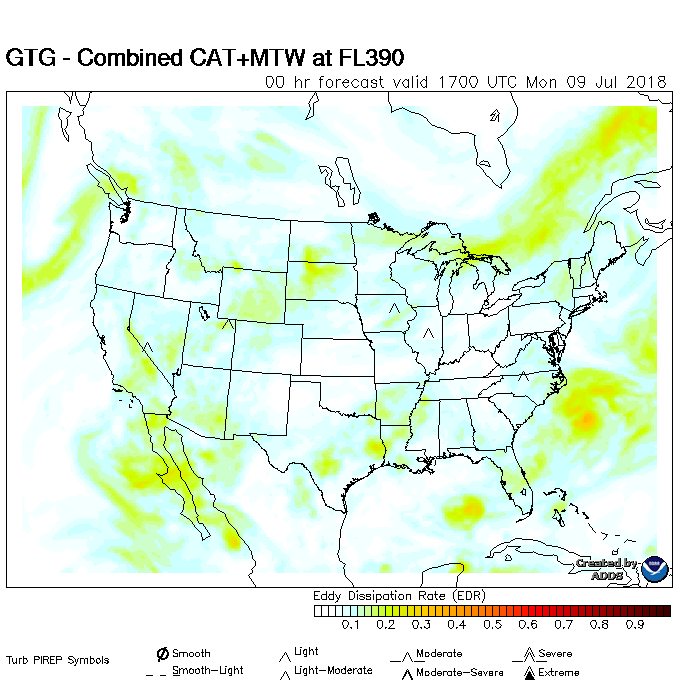 GTG - Combined CAT+MTW at FL390
00 hr forecast valid 1700 UTC Mon 09 Jul 2018
Created by
ADDS
Eddy Dissipation Rate (EDR)
0.1 0.2 0.3 0.4 0.5 0.6 0.7 0.8 0.9
Turb PIREP Symbols
Smooth Light Moderate Severe
Smooth-Light Light-Moderate Moderate-Severe Extreme